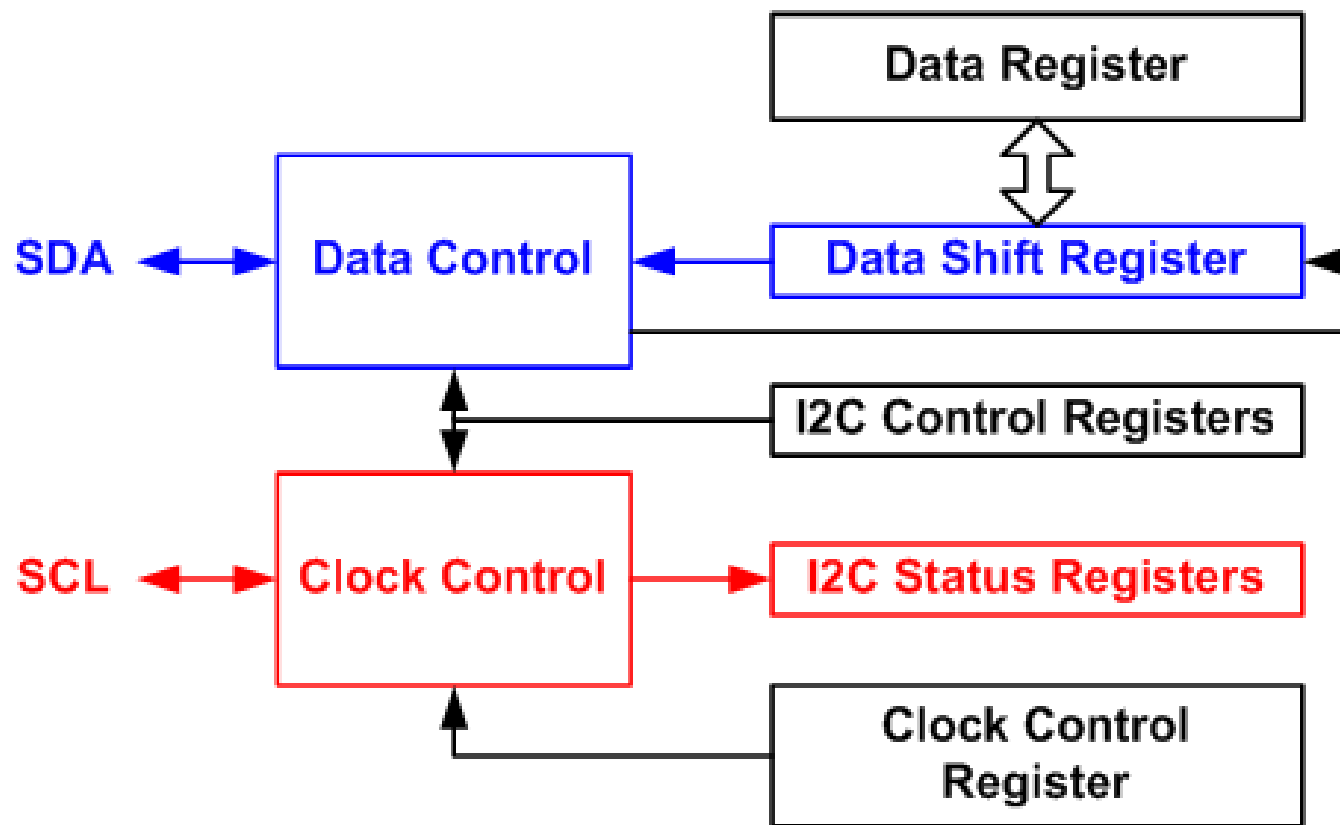 Data Register
SDA
Data Control
Data Shift Register
I2C Control Registers
SCL
Clock Control
I2C Status Registers
Clock Control
Register